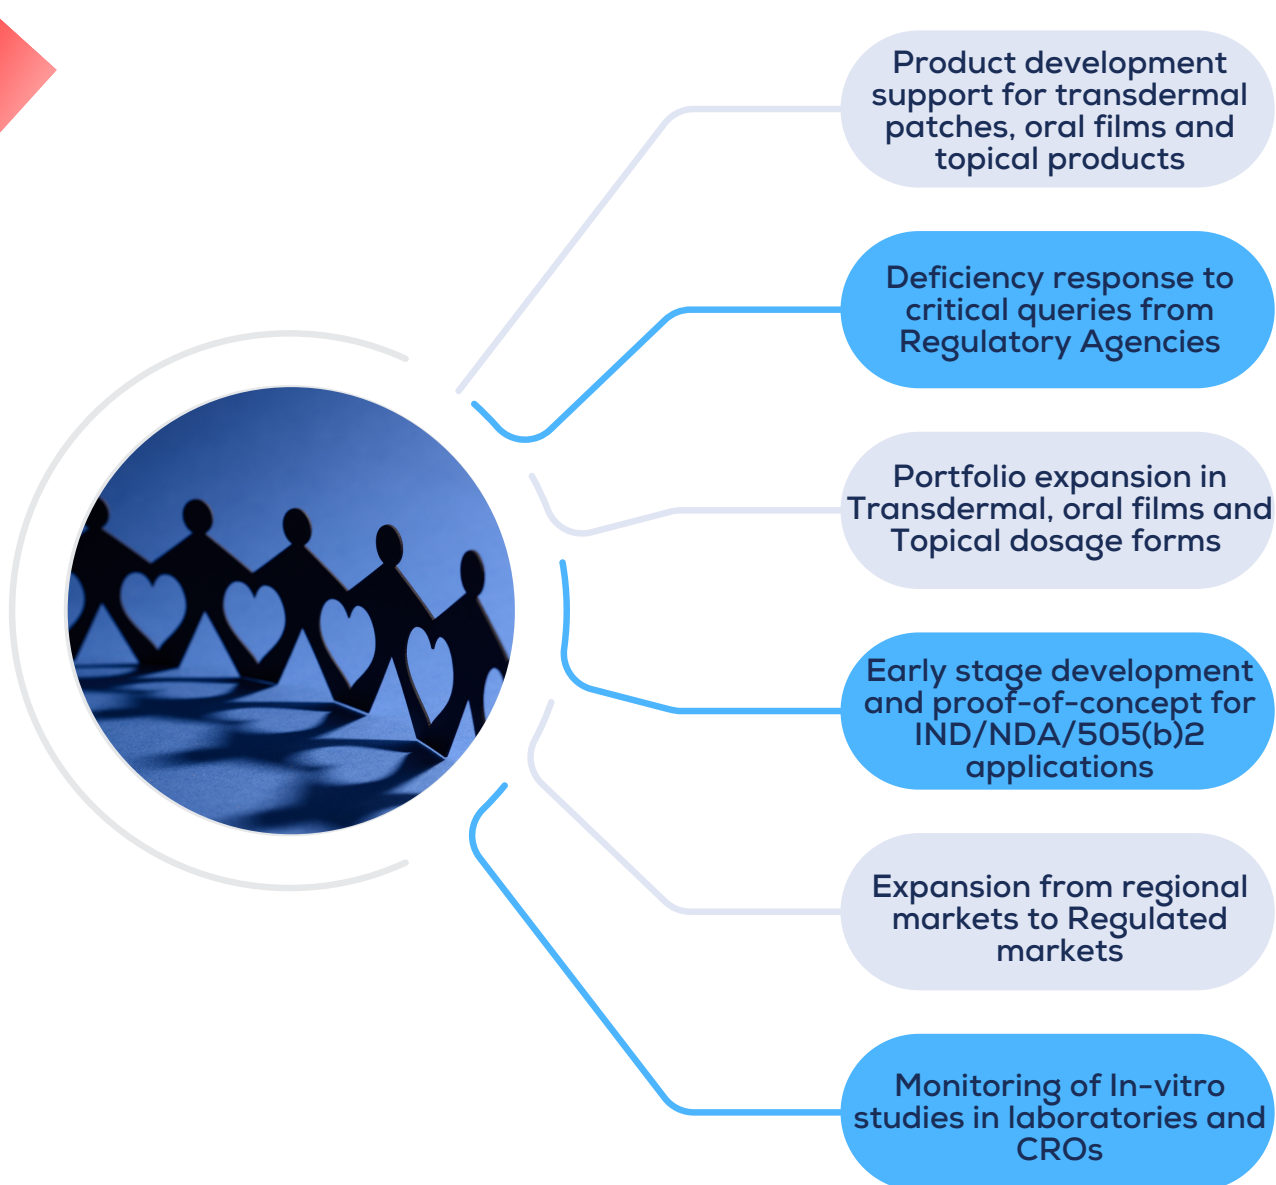 Product development
support for transdermal
patches, oral films and
topical products
Deficiency response to
critical queries from
Regulatory Agencies
Portfolio expansion in
Transdermal, oral films and
Topical dosage forms
Early stage development
and proof-of-concept for
IND/NDA/505(b)2
applications
Expansion from regional
markets to Regulated
markets
Monitoring of In-vitro
studies in laboratories and
CROs